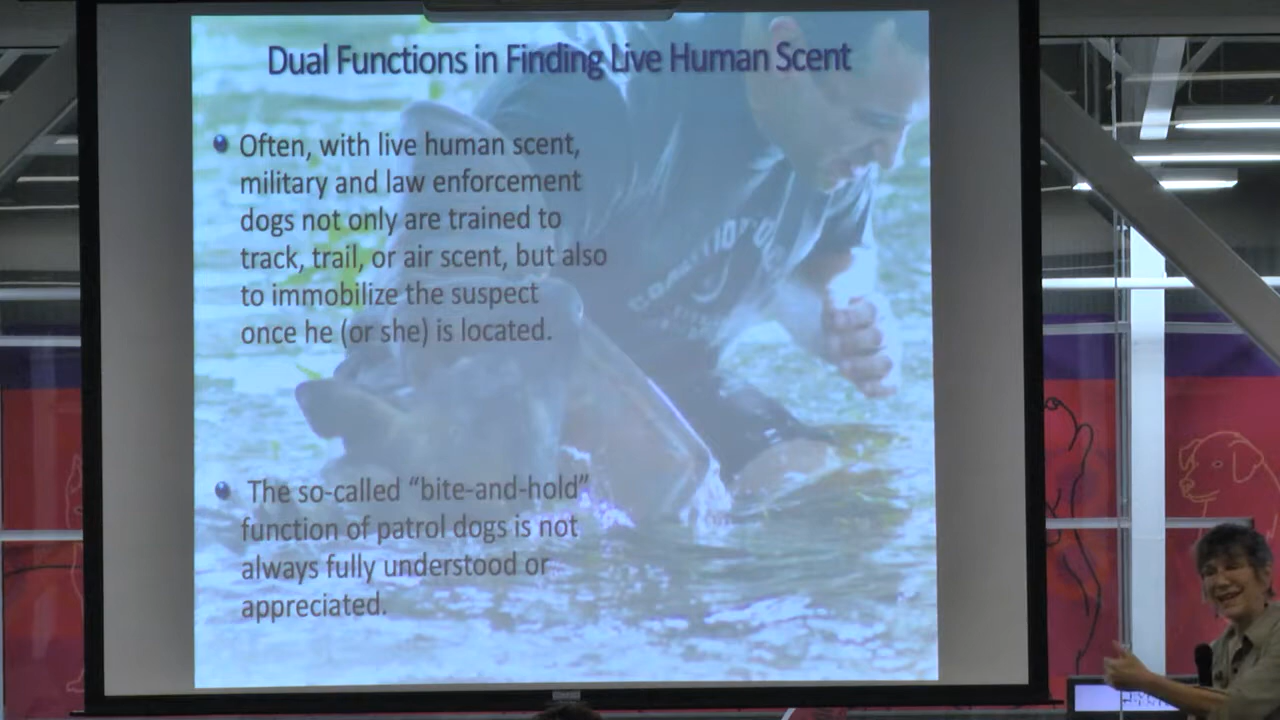 Dual Functions in Finding Live Human Scent
Often, with live human scent,
military and law enforcement
dogs not only are trained to
track, trail, or air scent, but also
to immobilize the suspect
once he (or she) is located.
The so-called “bite-and-hold”
function of patrol dogs is not
always fully understood or
appreciated.